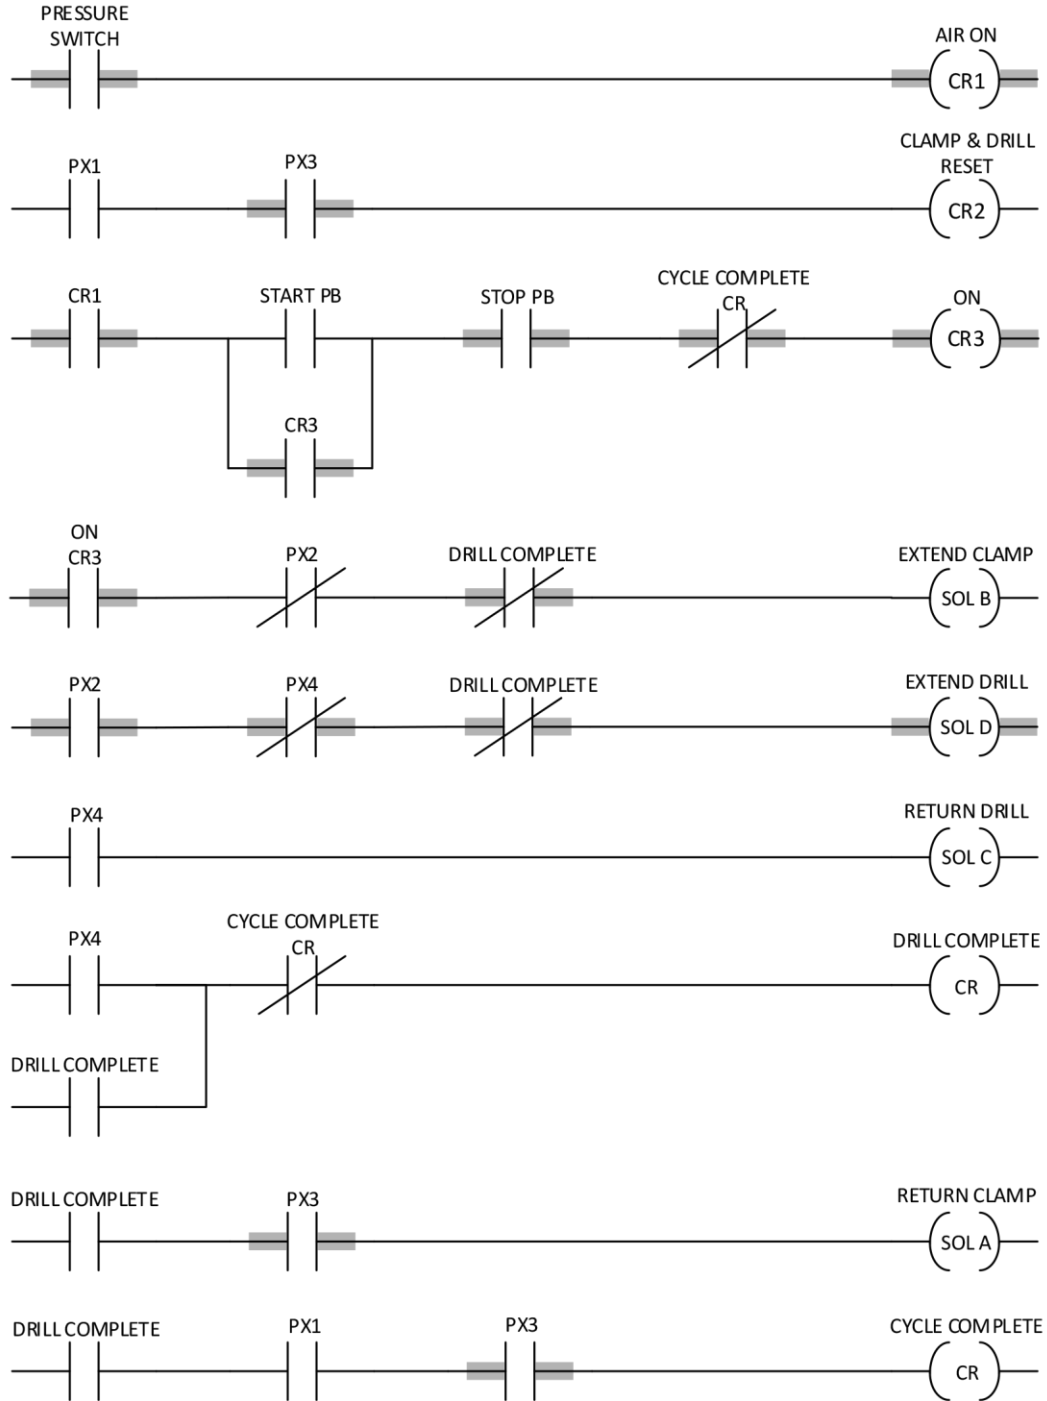 PRESSURE
SWITCH
AIR ON
CR1
CLAMP & DRILL
RESET
PX1
PX3
CR2
CR1
START PB
STOP PB
CYCLE COMPLETE
CR
ON
CR3
CR3
ON
CR3
PX2
DRILL COMPLETE
EXTEND CLAMP
SOL B
PX2
PX4
DRILL COMPLETE
EXTEND DRILL
SOL D
PX4
RETURN DRILL
SOL C
PX4
CYCLE COMPLETE
CR
DRILL COMPLETE
CR
DRILL COMPLETE
DRILL COMPLETE
PX3
RETURN CLAMP
SOL A
DRILL COMPLETE
PX1
PX3
CYCLE COMPLETE
CR